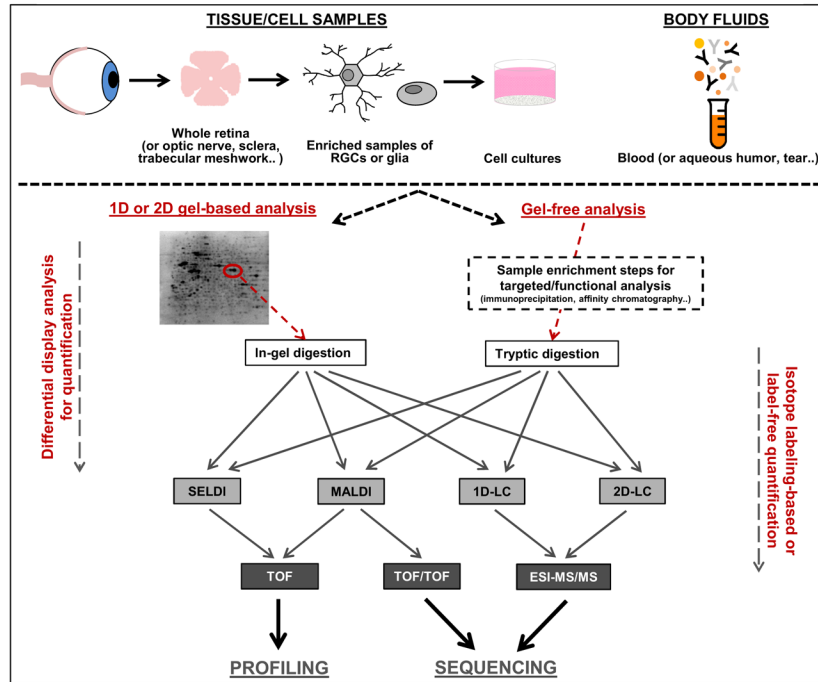 TISSUE/CELL SAMPLES
BODY FLUIDS
Whole retina
(or optic nerve, sclera,
trabecular meshwork.. )
Enriched samples of
RGCs or glia
Cell cultures
Blood (or aqueous humor, tear..)
1D or 2D gel-based analysis
Gel-free analysis
Sample enrichment steps for
targeted/functional analysis
(immunoprecipitation, affinity chromatography..)
Differential display analysis
for quantification
In-gel digestion
Tryptic digestion
Isotope labeling-based or
label-free quantification
SELDI
MALDI
1D-LC
2D-LC
TOF
TOF/TOF
ESI-MS/MS
PROFILING
SEQUENCING